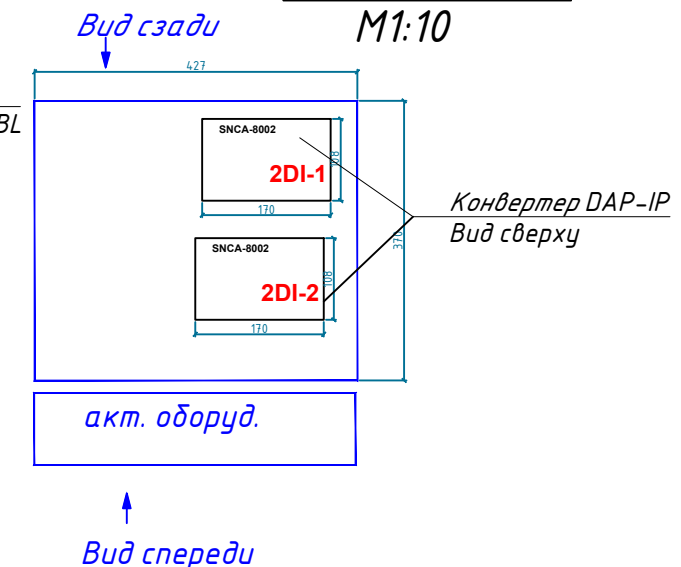 Вид сзади
М1:10
427
BL
SNCA-8002
2DI-1
108
170
Конвертер DAP-IP
Вид сверху
370
SNCA-8002
2DI-2
108
170
акт. оборуд.
Вид спереди